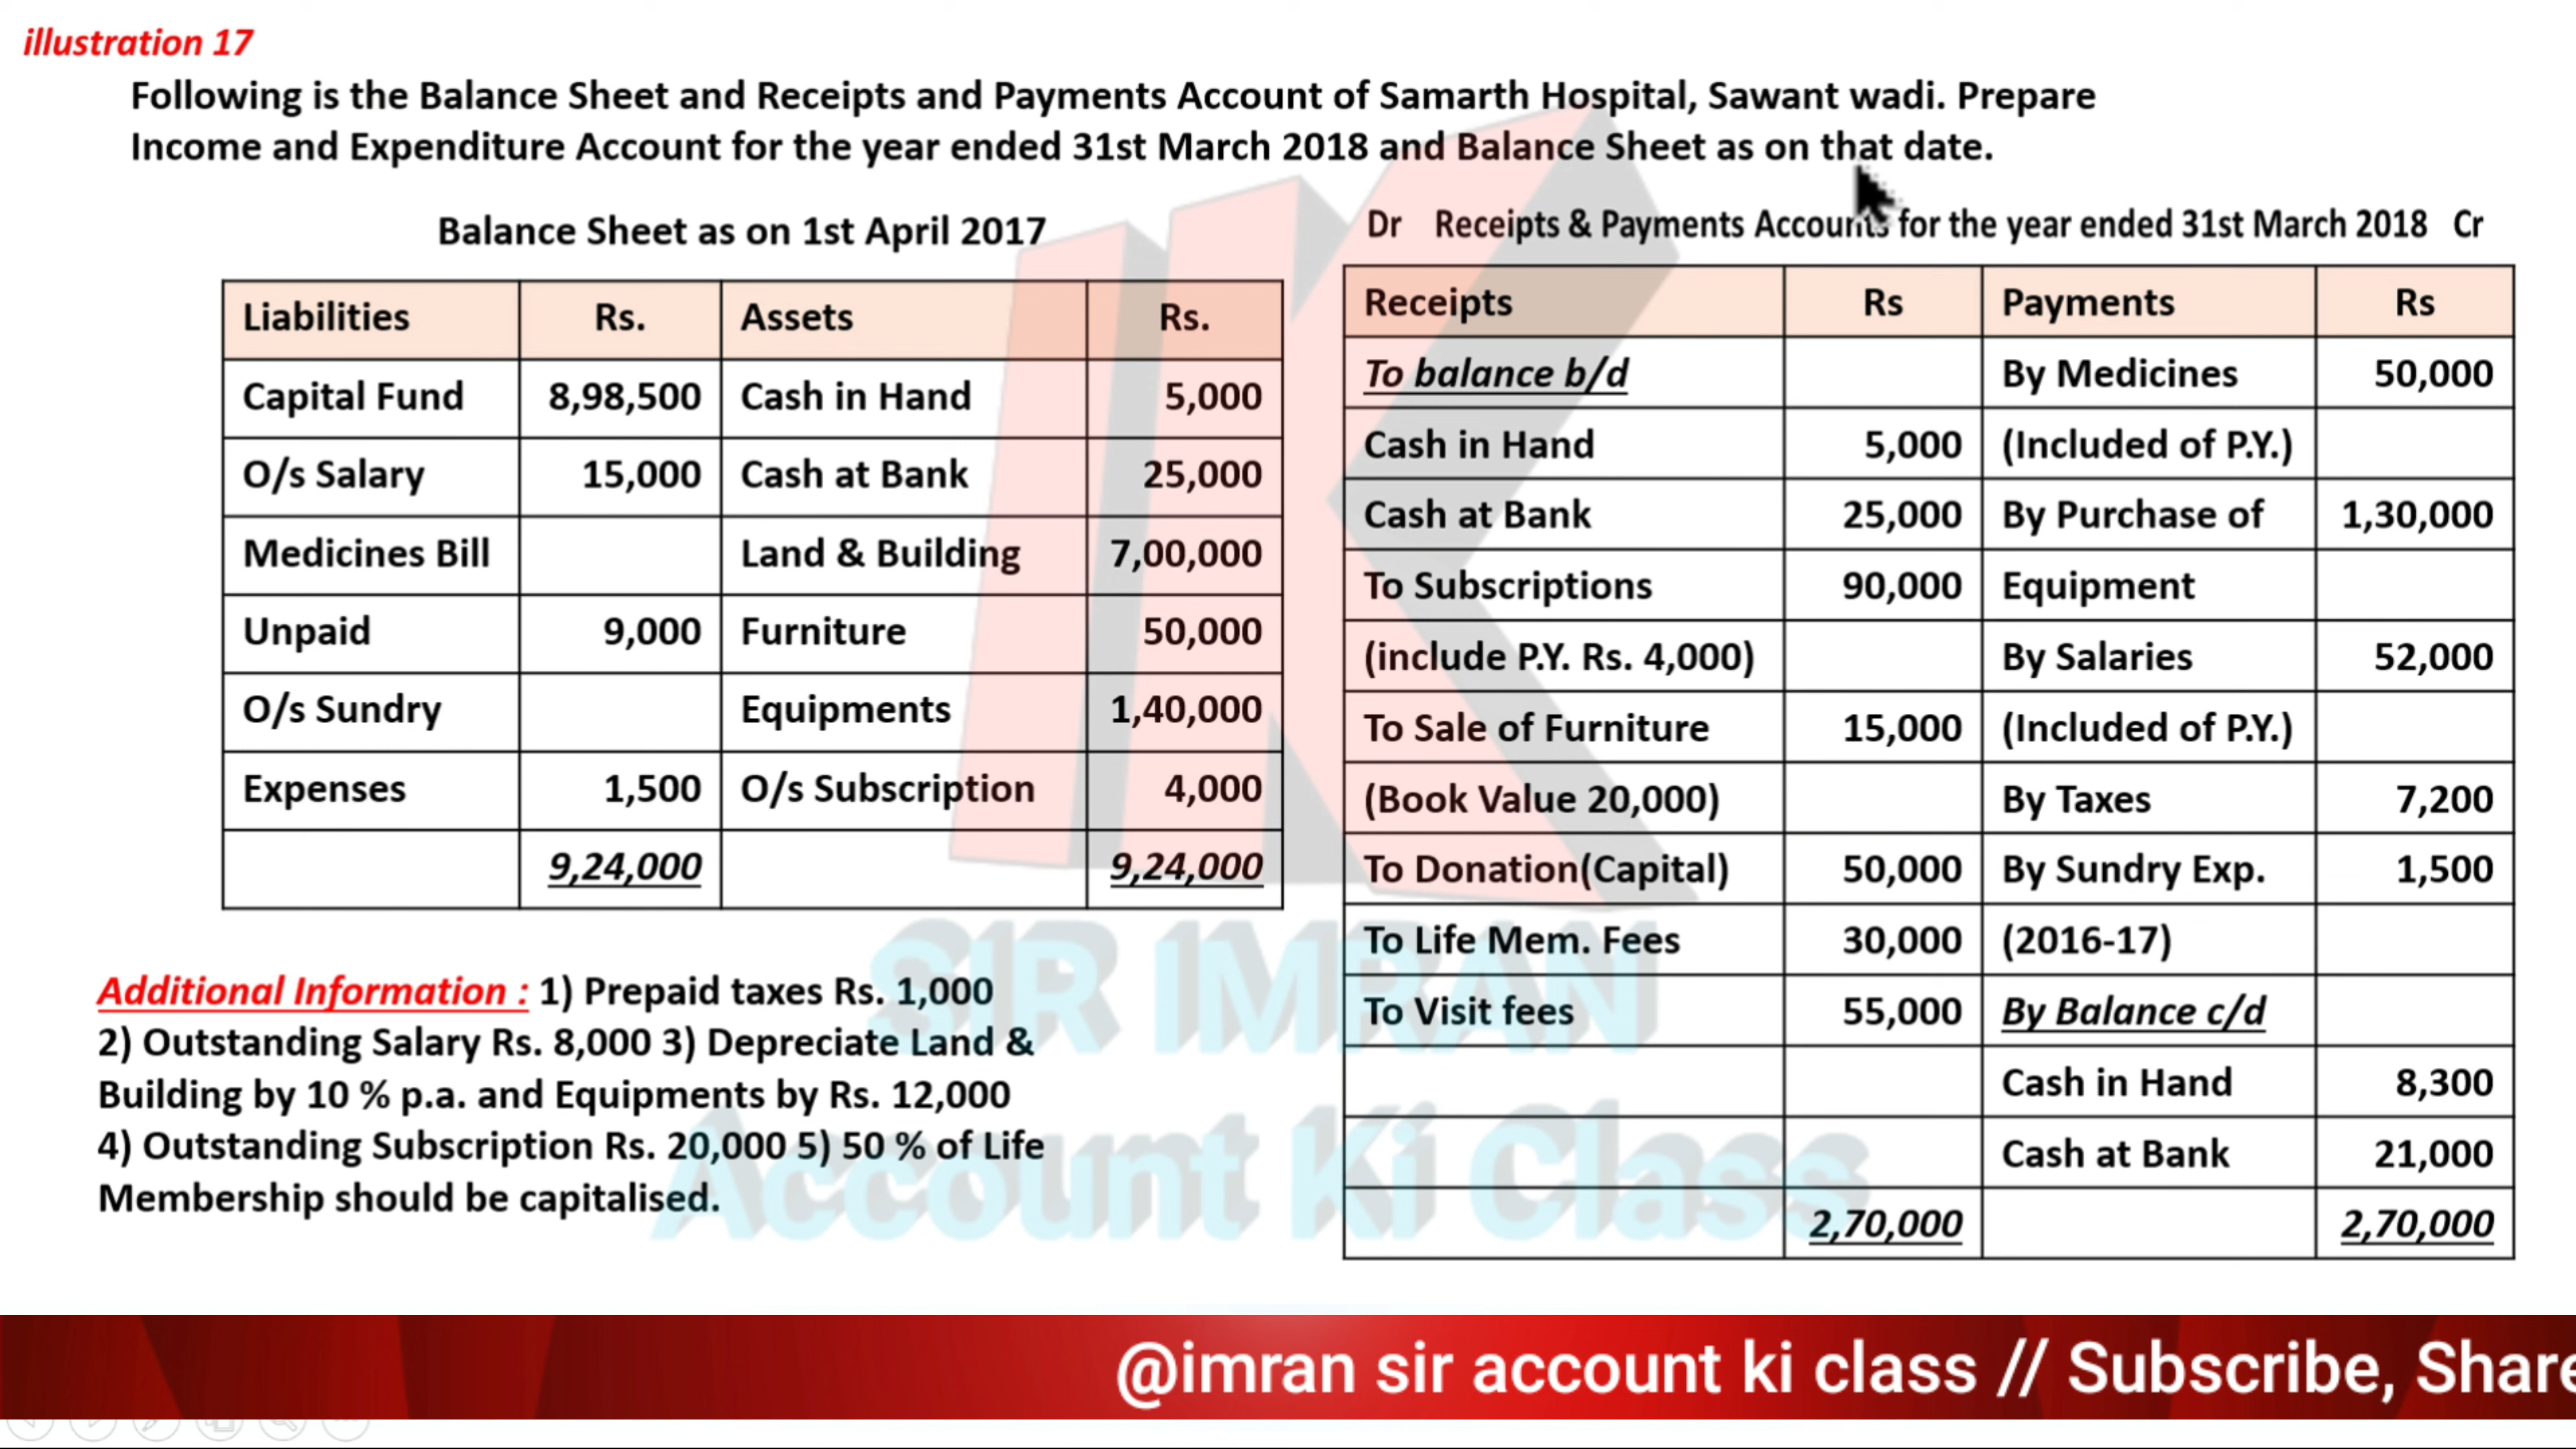 illustration 17
Following is the Balance Sheet and Receipts and Payments Account of Samarth Hospital, Sawant wadi. Prepare
Income and Expenditure Account for the year ended 31st March 2018 and Balance Sheet as on that date.
Balance Sheet as on 1st April 2017
Liabilities Rs. Assets Rs.
Capital Fund 8,98,500 Cash in Hand 5,000
O/s Salary 15,000 Cash at Bank 25,000
Medicines Bill Land & Building 7,00,000
Unpaid 9,000 Furniture 50,000
O/s Sundry Equipments 1,40,000
Expenses 1,500 O/s Subscription 4,000
9,24,000 9,24,000
Additional Information : 1) Prepaid taxes Rs. 1,000
2) Outstanding Salary Rs. 8,000 3) Depreciate Land &
Building by 10 % p.a. and Equipments by Rs. 12,000
4) Outstanding Subscription Rs. 20,000 5) 50 % of Life
Membership should be capitalised.
Dr Receipts & Payments Accounts for the year ended 31st March 2018 Cr
Receipts Rs Payments Rs
To balance b/d By Medicines 50,000
Cash in Hand 5,000 (Included of P.Y.)
Cash at Bank 25,000 By Purchase of 1,30,000
To Subscriptions 90,000 Equipment
(include P.Y. Rs. 4,000) By Salaries 52,000
To Sale of Furniture 15,000 (Included of P.Y.)
(Book Value 20,000) By Taxes 7,200
To Donation(Capital) 50,000 By Sundry Exp. 1,500
To Life Mem. Fees 30,000 (2016-17)
To Visit fees 55,000 By Balance c/d
Cash in Hand 8,300
Cash at Bank 21,000
2,70,000 2,70,000
SIR IMRAN
Account Ki Class
@imran sir account ki class // Subscribe, Share